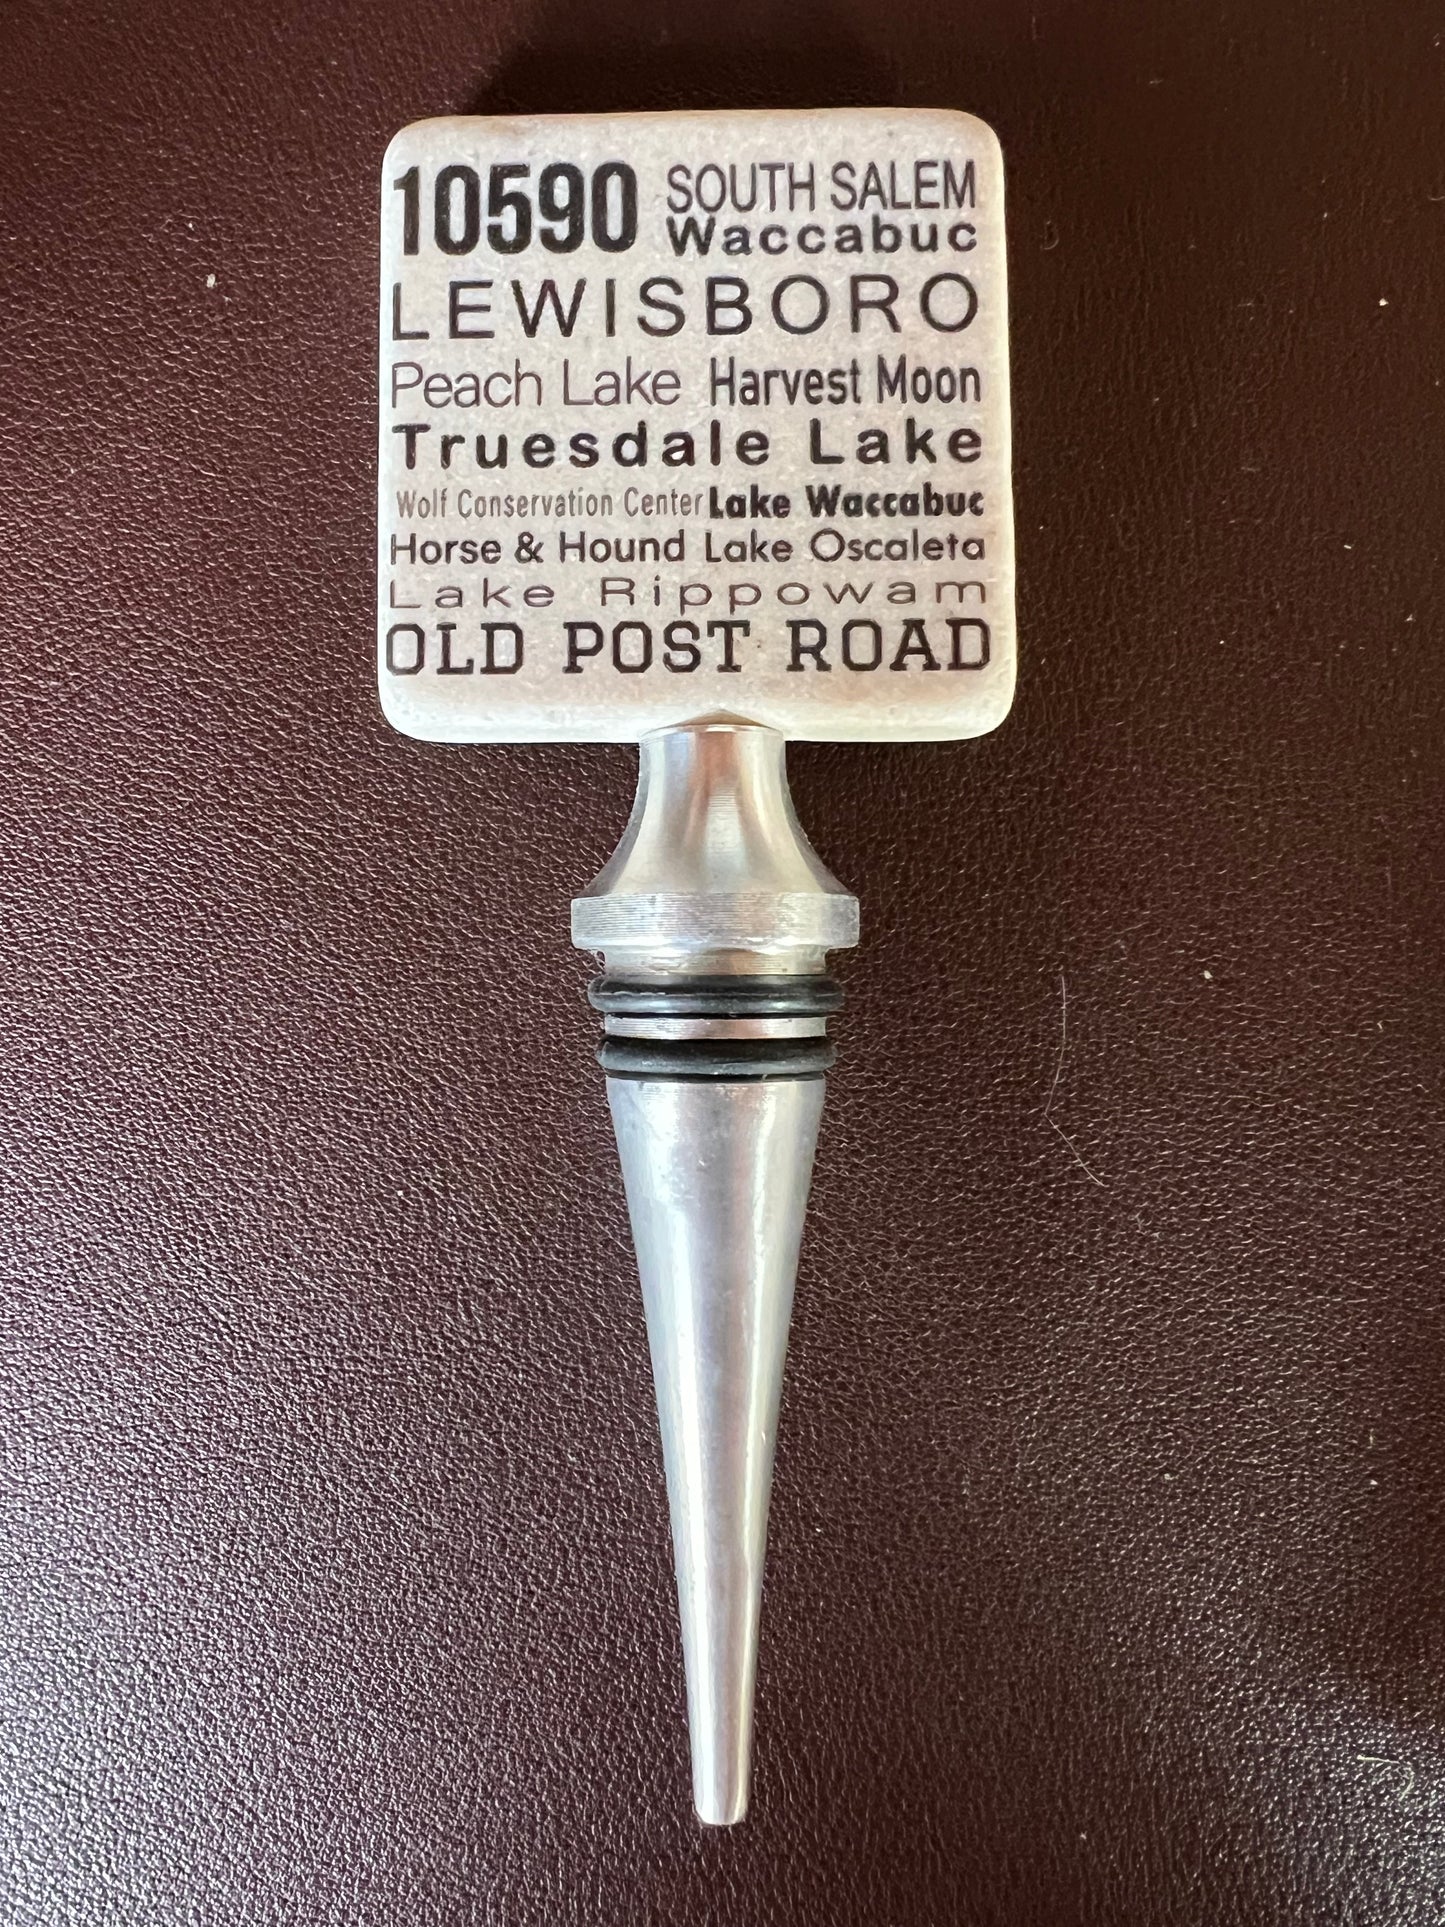 10590 SOUTH SALEM
Waccabuc
LEWISBORO
Peach Lake Harvest Moon
Truesdale Lake
Wolf Conservation Center Lake Waccabuc
Horse & Hound Lake Oscaleta
Lake Rippowam
OLD POST ROAD